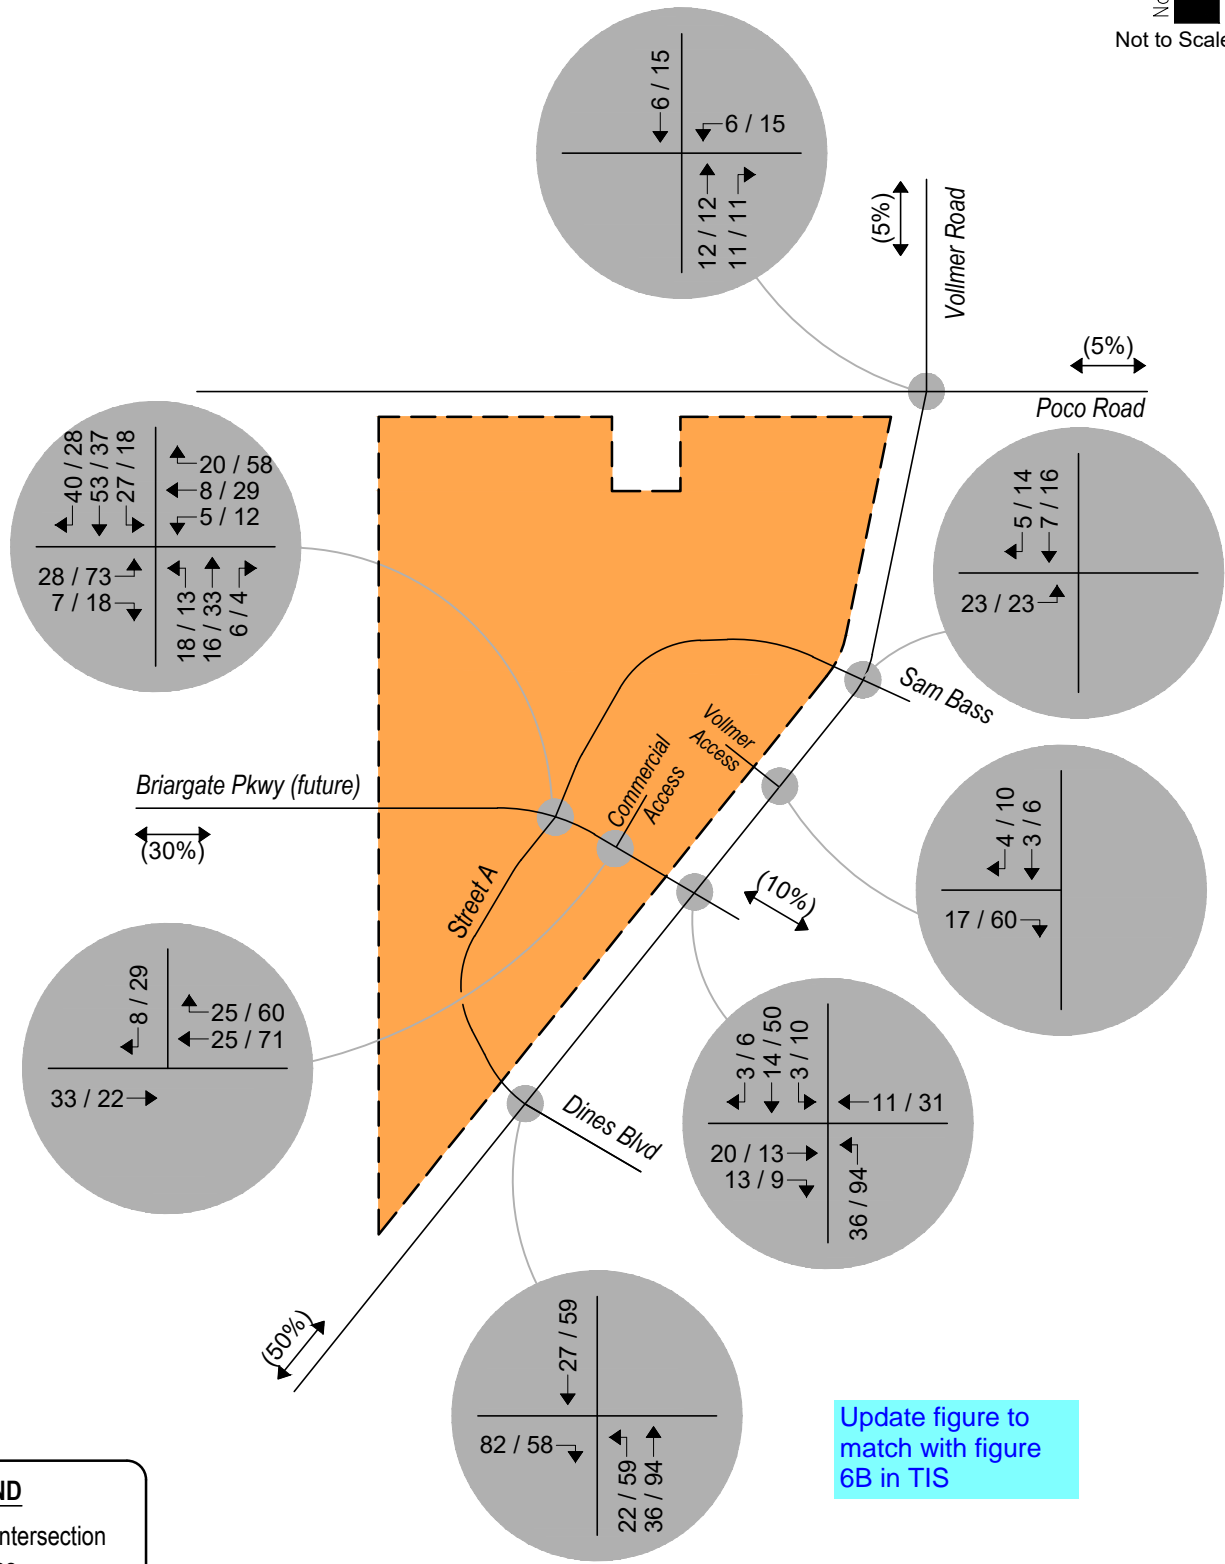 Not to Scale
6 / 15
6 / 15
12 / 12
11 / 11
(5%)
Vollmer Road
(5%)
Poco Road
40 / 28
53 / 37
27 / 18
20 / 58
8 / 29
5 / 12
28 / 73
7 / 18
18 / 13
16 / 33
6 / 4
5 / 14
7 / 16
23 / 23
Sam Bass
Vollmer
Access
Commercial
Access
Briargate Pkwy (future)
(30%)
Street A
(10%)
4 / 10
3 / 6
17 / 60
8 / 29
25 / 60
25 / 71
33 / 22
3 / 6
14 / 50
3 / 10
11 / 31
20 / 13
13 / 9
36 / 94
Dines Blvd
(50%)
27 / 59
82 / 58
22 / 59
36 / 94
Update figure to
match with figure
6B in TIS
ntersection